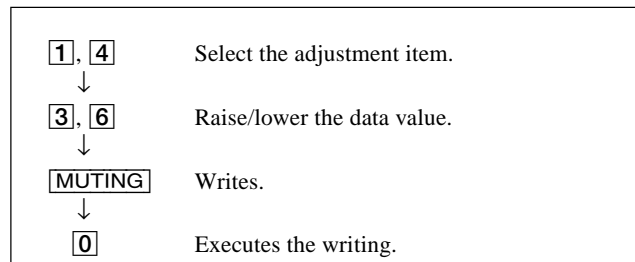 1, 4 Select the adjustment item.
↓
3, 6 Raise/lower the data value.
↓
MUTING Writes.
↓
0 Executes the writing.